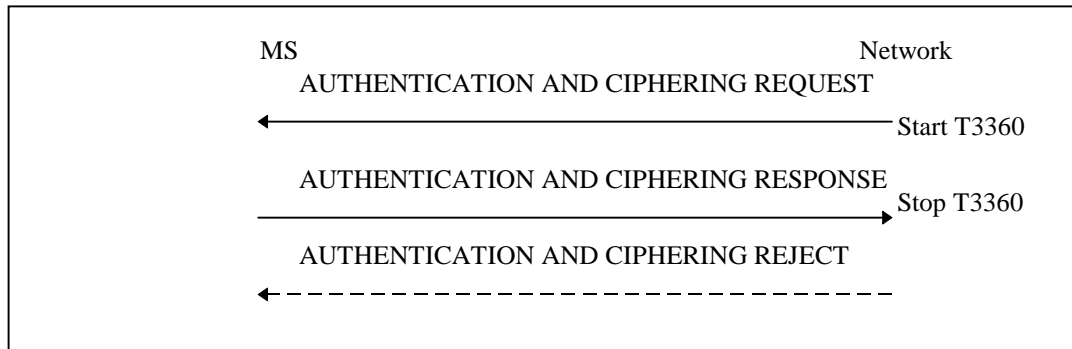 MS Network
AUTHENTICATION AND CIPHERING REQUEST
Start T3360
AUTHENTICATION AND CIPHERING RESPONSE
Stop T3360
AUTHENTICATION AND CIPHERING REJECT